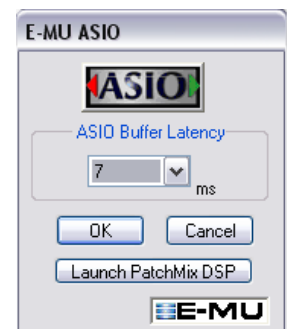 E-MU ASIO
ASIO
ASIO Buffer Latency
7
ms
OK Cancel
Launch PatchMix DSP
E-MU